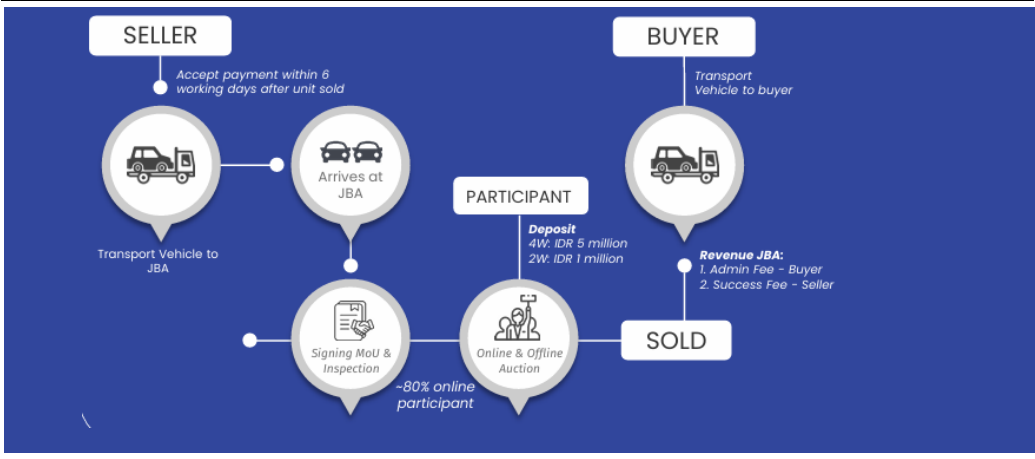 SELLER
Accept payment within 6
working days after unit sold
Transport Vehicle to
JBA
Arrives at
JBA
Signing MoU &
Inspection
~80% online
participant
PARTICIPANT
Deposit
4W: IDR 5 million
2W: IDR 1 million
Online & Offline
Auction
SOLD
BUYER
Transport
Vehicle to buyer
Revenue JBA:
1. Admin Fee - Buyer
2. Success Fee - Seller